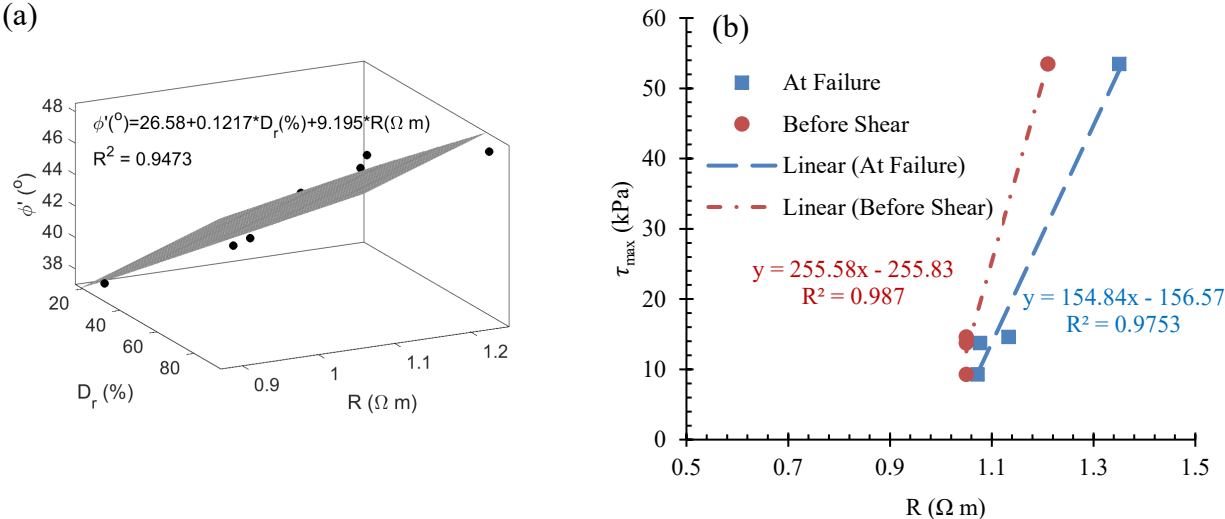 (a)
48
46
44
42
40
38
ϕ' (°)
ϕ'(°)=26.58+0.1217*D_r(%)+9.195*R(Ω m)
R² = 0.9473
20
40
60
80
D_r (%)
0.9
1
1.1
1.2
R (Ω m)
(b)
60
50
40
30
20
10
0
τ_max (kPa)
At Failure
Before Shear
Linear (At Failure)
Linear (Before Shear)
y = 255.58x - 255.83
R² = 0.987
y = 154.84x - 156.57
R² = 0.9753
0.5
0.7
0.9
1.1
1.3
1.5
R (Ω m)